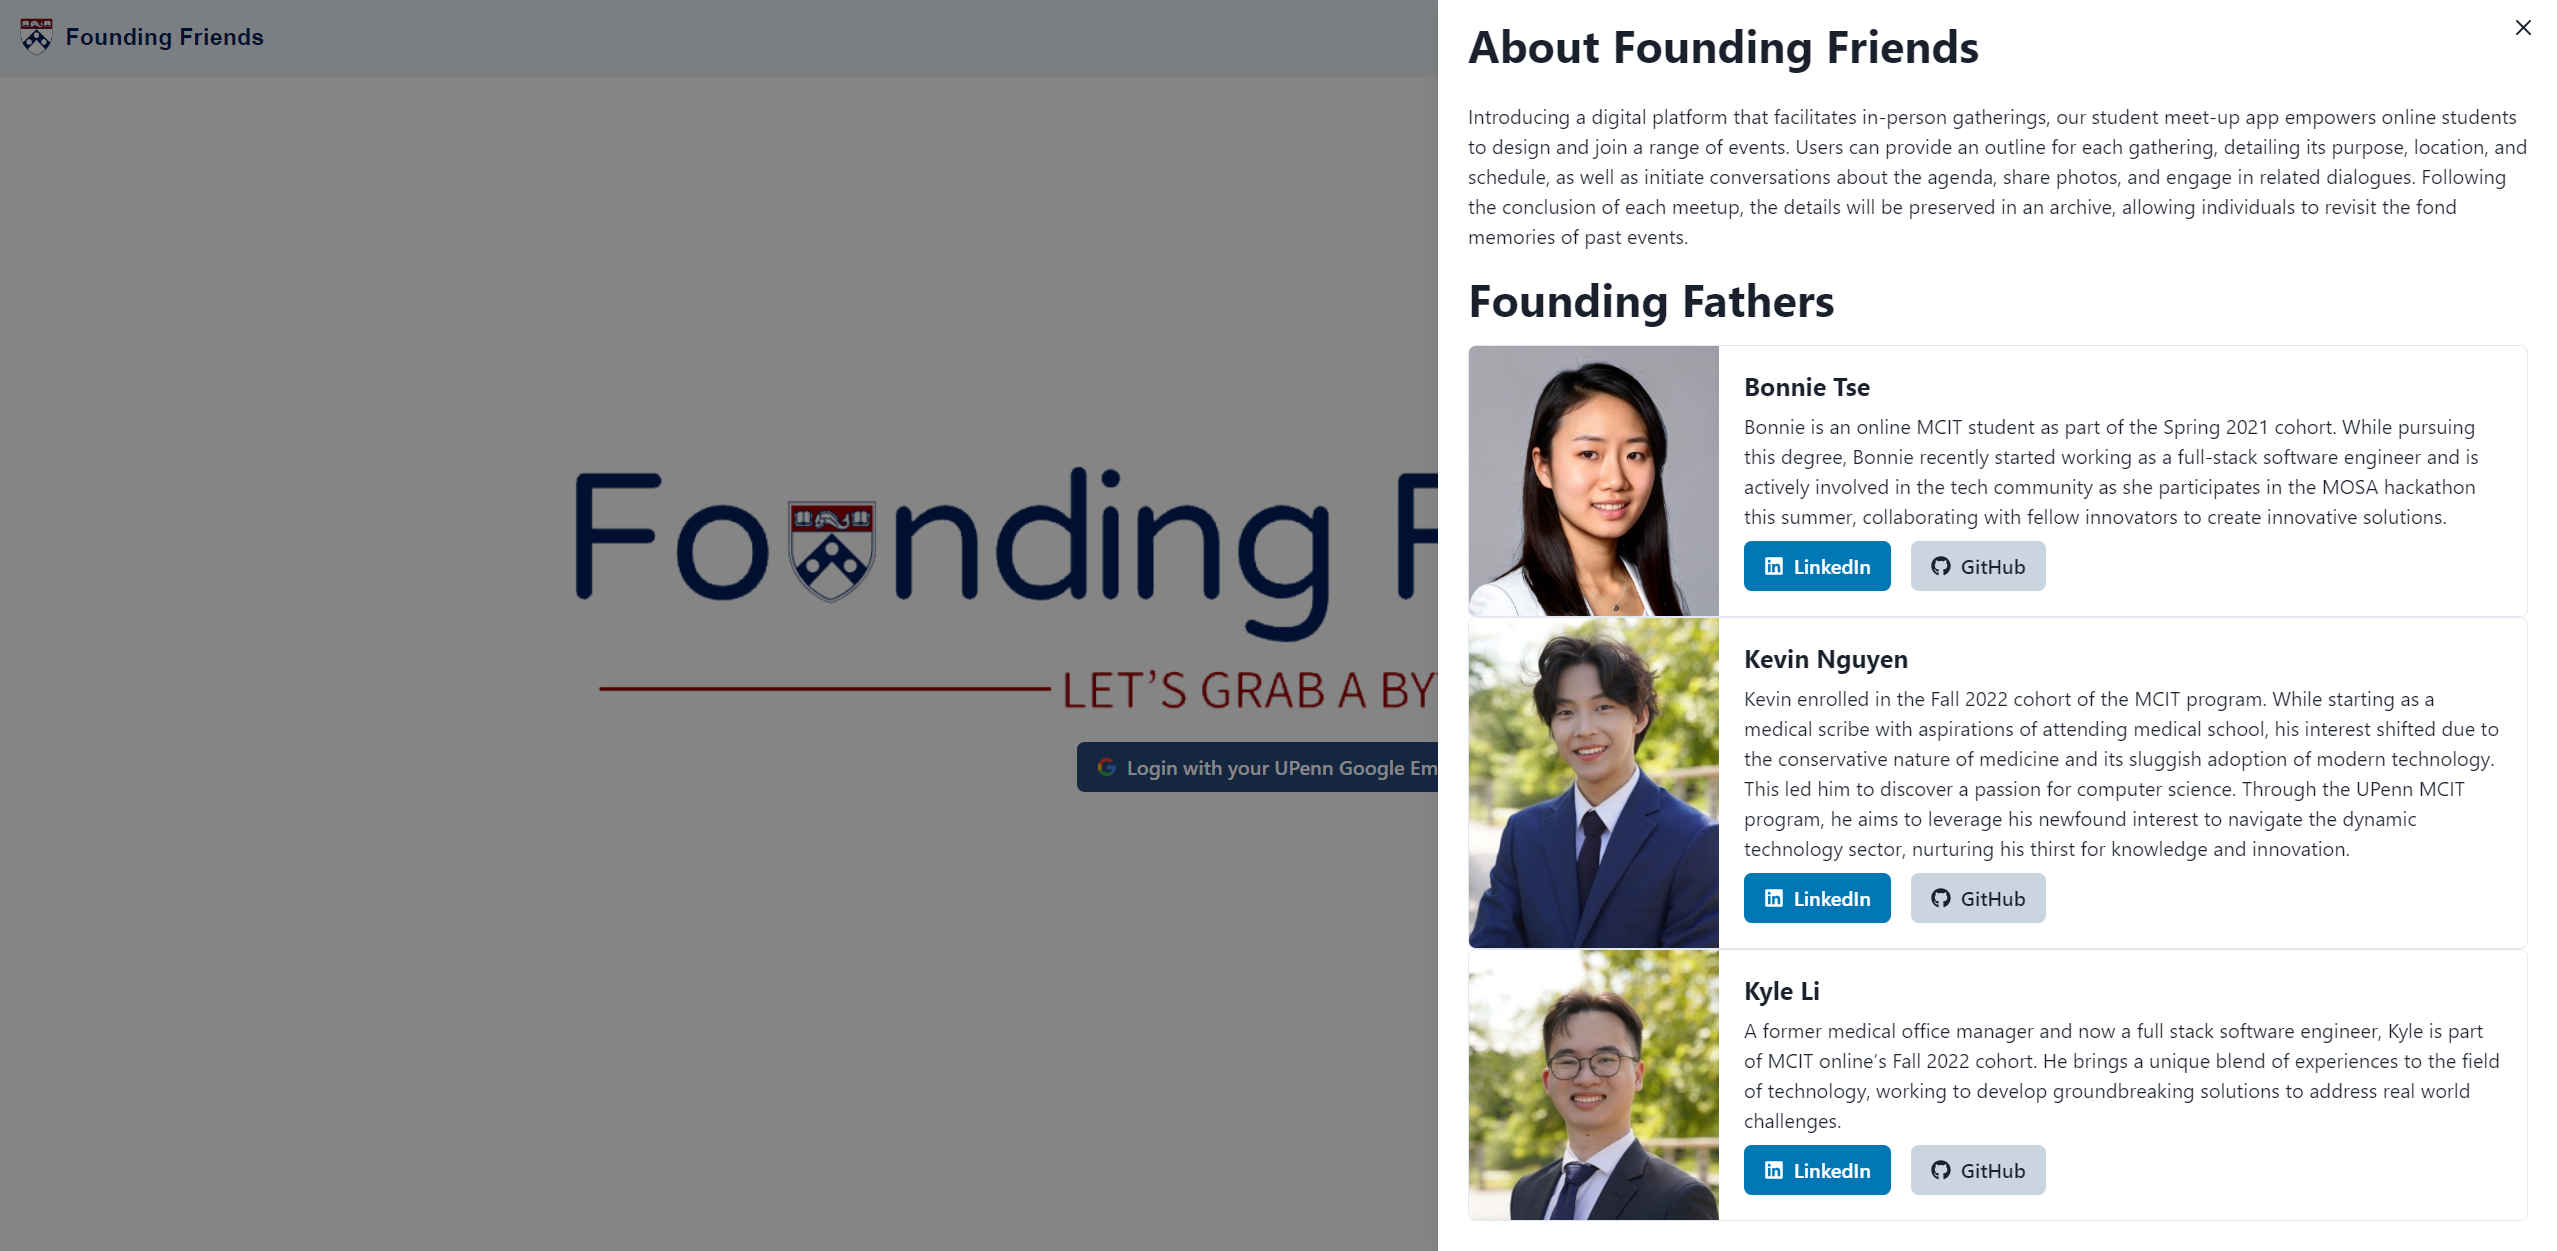 Founding Friends
Founding F
LET'S GRAB A BY
Login with your UPenn Google Em
About Founding Friends
Introducing a digital platform that facilitates in-person gatherings, our student meet-up app empowers online students
to design and join a range of events. Users can provide an outline for each gathering, detailing its purpose, location, and
schedule, as well as initiate conversations about the agenda, share photos, and engage in related dialogues. Following
the conclusion of each meetup, the details will be preserved in an archive, allowing individuals to revisit the fond
memories of past events.
Founding Fathers
Bonnie Tse
Bonnie is an online MCIT student as part of the Spring 2021 cohort. While pursuing
this degree, Bonnie recently started working as a full-stack software engineer and is
actively involved in the tech community as she participates in the MOSA hackathon
this summer, collaborating with fellow innovators to create innovative solutions.
LinkedIn GitHub
Kevin Nguyen
Kevin enrolled in the Fall 2022 cohort of the MCIT program. While starting as a
medical scribe with aspirations of attending medical school, his interest shifted due to
the conservative nature of medicine and its sluggish adoption of modern technology.
This led him to discover a passion for computer science. Through the UPenn MCIT
program, he aims to leverage his newfound interest to navigate the dynamic
technology sector, nurturing his thirst for knowledge and innovation.
LinkedIn GitHub
Kyle Li
A former medical office manager and now a full stack software engineer, Kyle is part
of MCIT online's Fall 2022 cohort. He brings a unique blend of experiences to the field
of technology, working to develop groundbreaking solutions to address real world
challenges.
LinkedIn GitHub